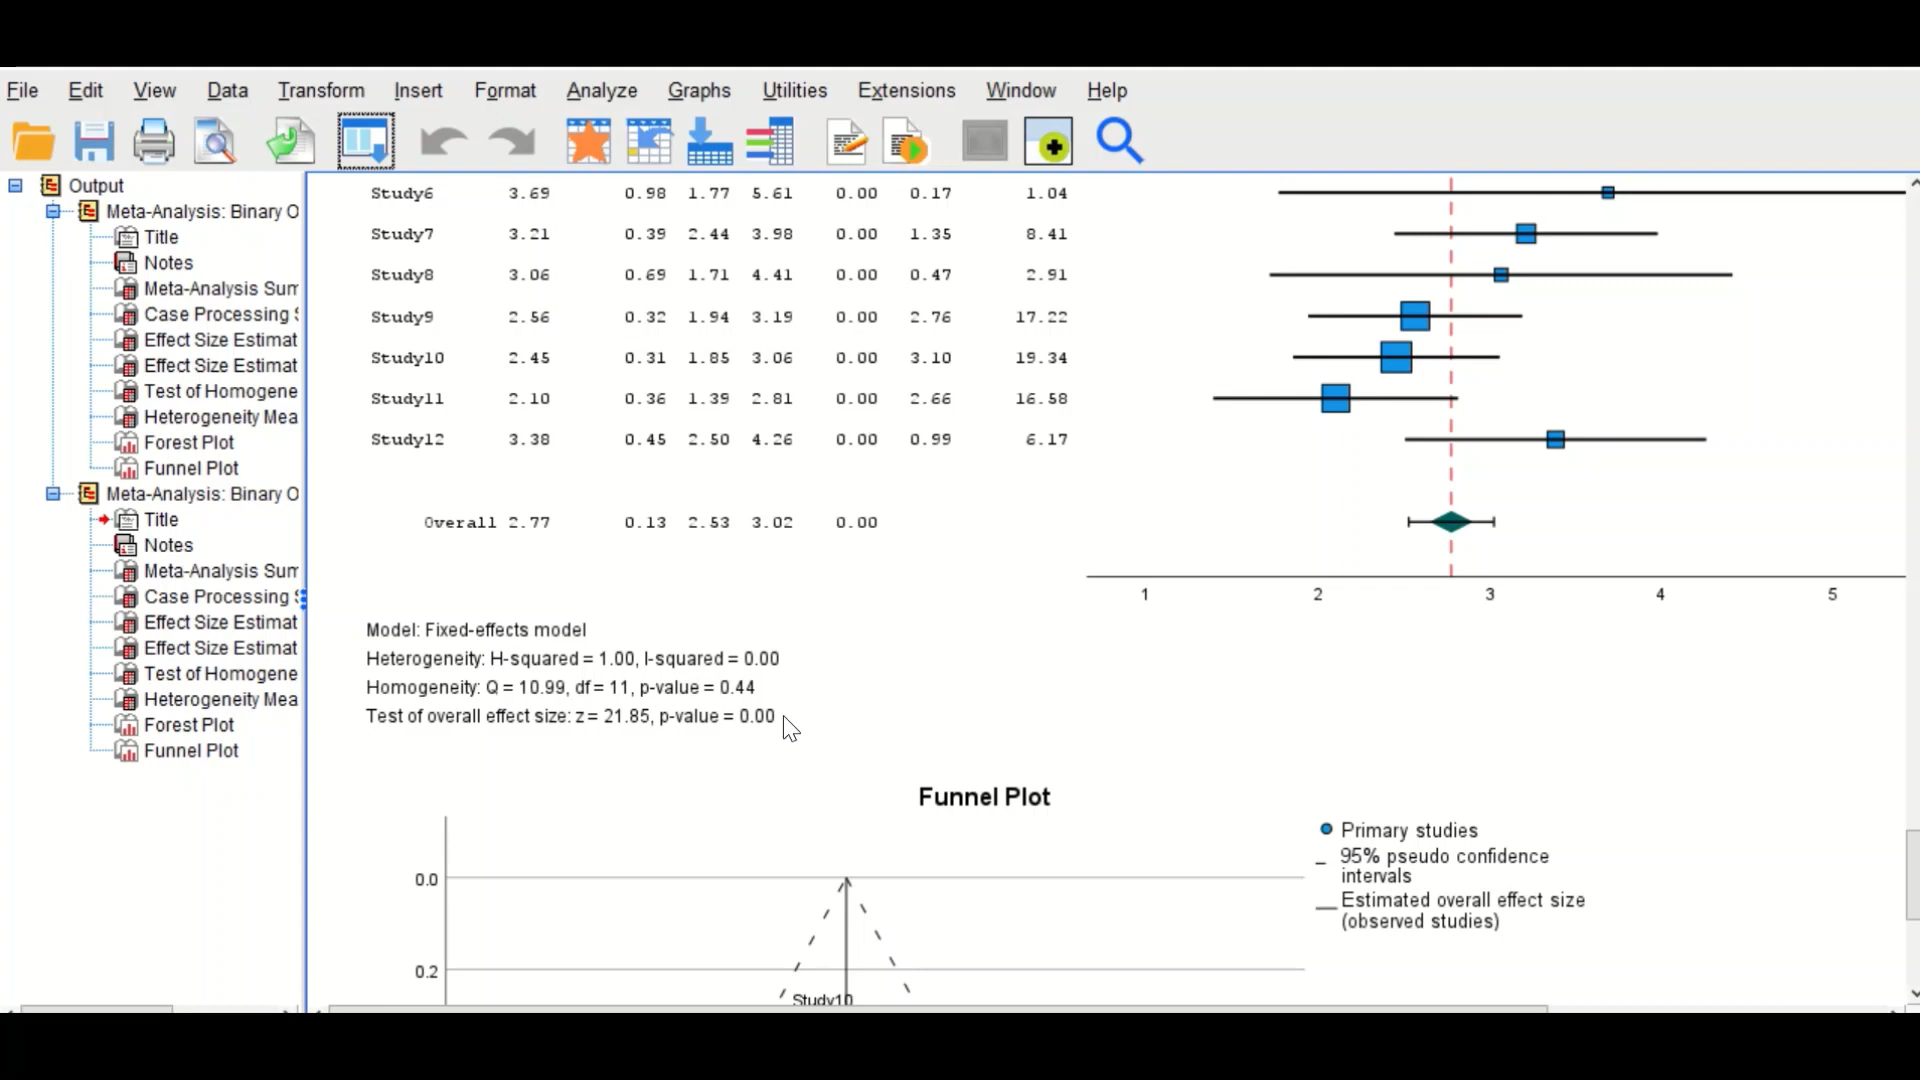 File Edit View Data Transform Insert Format Analyze Graphs Utilities Extensions Window Help
Output
Meta-Analysis: Binary O
Title
Notes
Meta-Analysis Sum
Case Processing S
Effect Size Estimat
Effect Size Estimat
Test of Homogene
Heterogeneity Mea
Forest Plot
Funnel Plot
Meta-Analysis: Binary O
Title
Notes
Meta-Analysis Sum
Case Processing S
Effect Size Estimat
Effect Size Estimat
Test of Homogene
Heterogeneity Mea
Forest Plot
Funnel Plot
Study6 3.69 0.98 1.77 5.61 0.00 0.17 1.04
Study7 3.21 0.39 2.44 3.98 0.00 1.35 8.41
Study8 3.06 0.69 1.71 4.41 0.00 0.47 2.91
Study9 2.56 0.32 1.94 3.19 0.00 2.76 17.22
Study10 2.45 0.31 1.85 3.06 0.00 3.10 19.34
Study11 2.10 0.36 1.39 2.81 0.00 2.66 16.58
Study12 3.38 0.45 2.50 4.26 0.00 0.99 6.17
Overall 2.77 0.13 2.53 3.02 0.00
1 2 3 4 5
Model: Fixed-effects model
Heterogeneity: H-squared = 1.00, I-squared = 0.00
Homogeneity: Q = 10.99, df = 11, p-value = 0.44
Test of overall effect size: z = 21.85, p-value = 0.00
Funnel Plot
Primary studies
95% pseudo confidence
intervals
Estimated overall effect size
(observed studies)
0.0
0.2
Study10